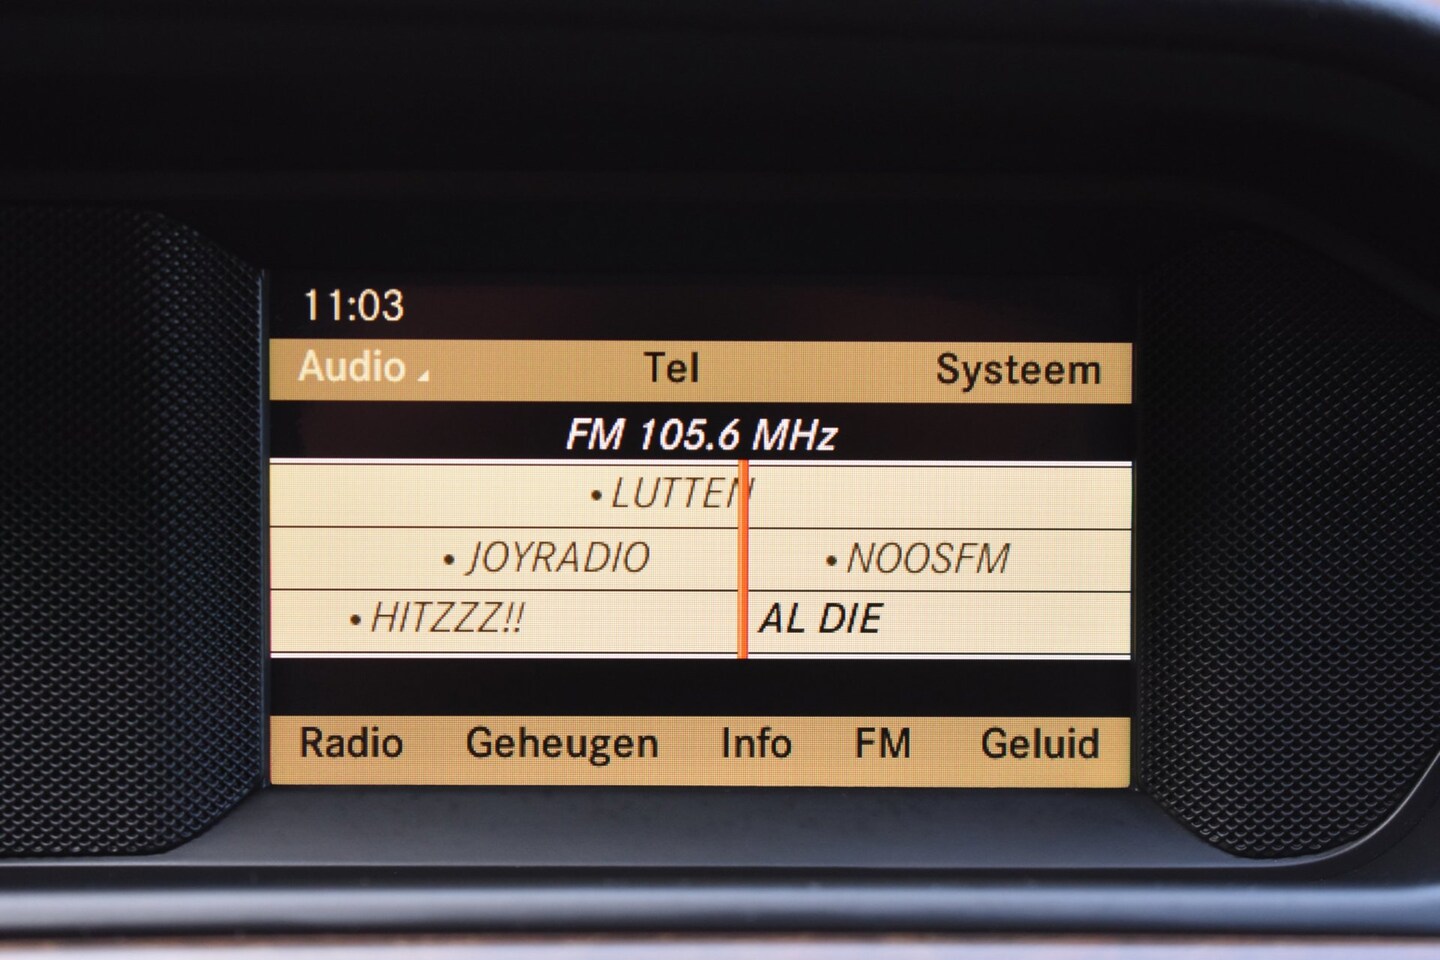 11:03
Audio Tel Systeem
FM 105.6 MHz
• LUTTEN
• JOYRADIO • NOOSFM
• HITZZZ!! AL DIE
Radio Geheugen Info FM Geluid